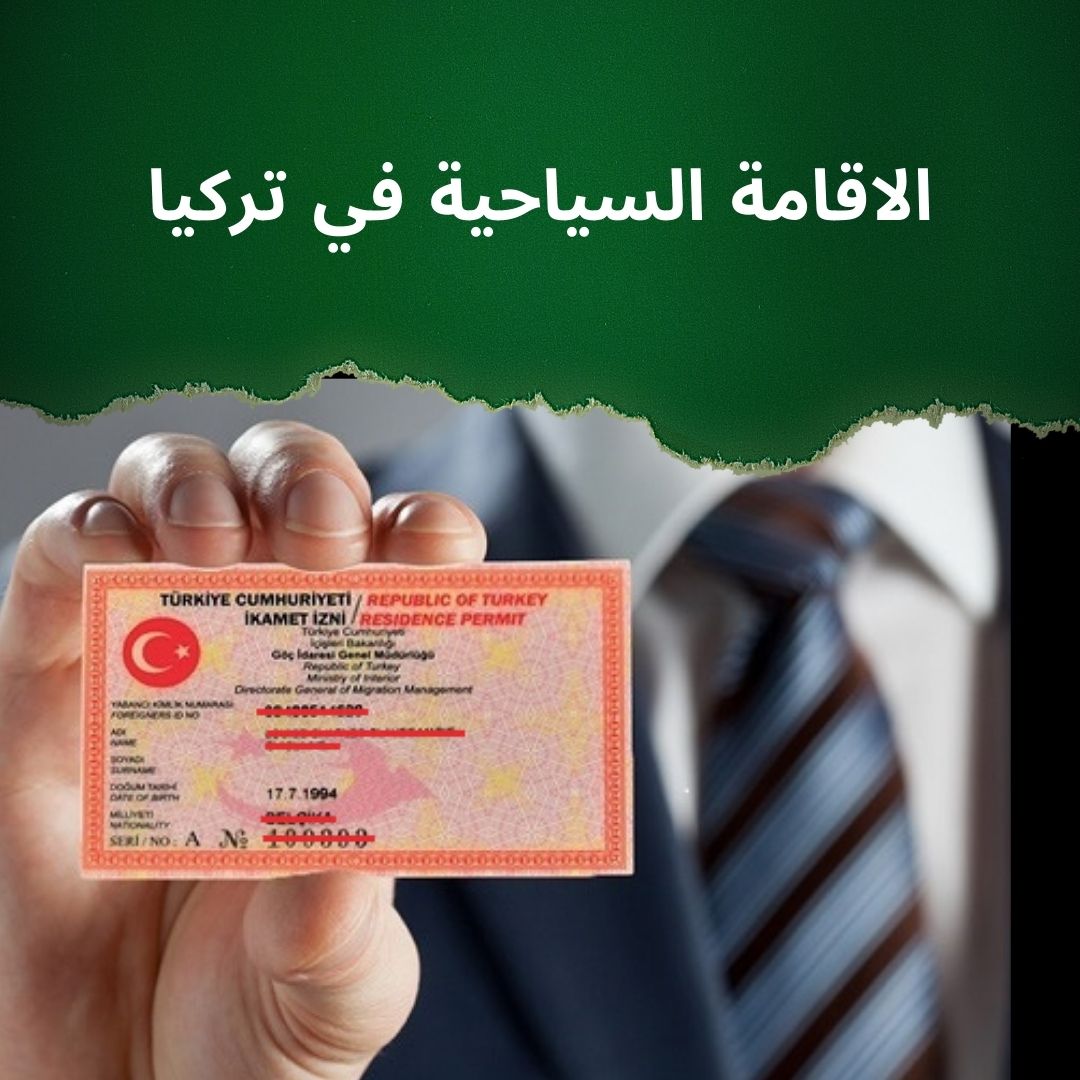 الاقامة السياحية في تركيا
TÜRKİYE CUMHURİYETİ / REPUBLIC OF TURKEY
İKAMET İZNİ / RESIDENCE PERMIT
Türkiye Cumhuriyeti
İçişleri Bakanlığı
Göç İdaresi Genel Müdürlüğü
Republic of Turkey
Ministry of Interior
Directorate General of Migration Management
YABANCI KİMLİK NUMARASI
FOREIGNERS ID NO
ADI
NAME
SOYADI
SURNAME
DOĞUM TARİHİ
DATE OF BIRTH
17.7.1994
MİLLİYETİ
NATIONALITY
SERİ / NO : A №